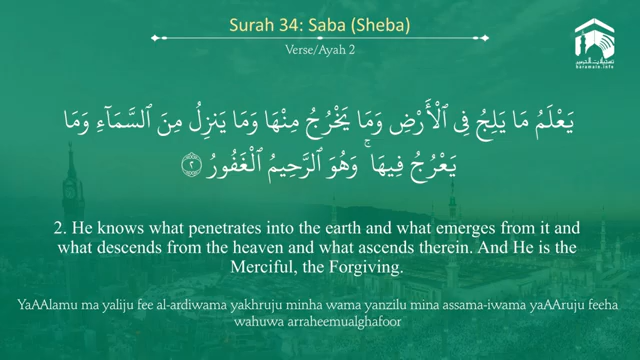 Surah 34: Saba (Sheba)
Verse/Ayah 2
haramain.info
يَعْلَمُ مَا يَلِجُ فِى ٱلْأَرْضِ وَمَا يَخْرُجُ مِنْهَا وَمَا يَنزِلُ مِنَ ٱلسَّمَآءِ وَمَا
يَعْرُجُ فِيهَا ۚ وَهُوَ ٱلرَّحِيمُ ٱلْغَفُورُ ٢
2. He knows what penetrates into the earth and what emerges from it and
what descends from the heaven and what ascends therein. And He is the
Merciful, the Forgiving.
YaAAlamu ma yaliju fee al-ardiwama yakhruju minha wama yanzilu mina assama-iwama yaAAruju feeha
wahuwa arraheemualghafoor